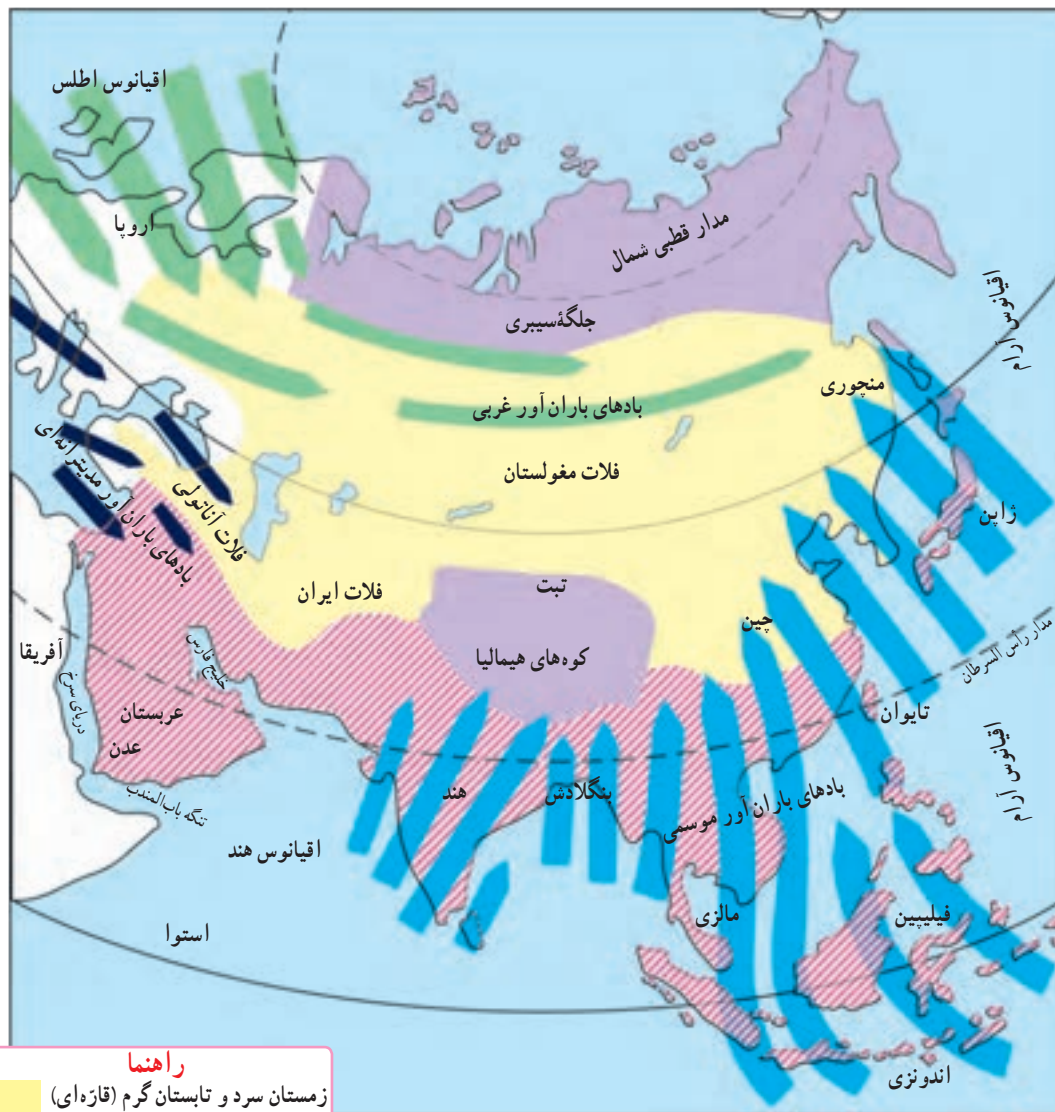 اقیانوس اطلس
اروپا
مدار قطبی شمال
جلگهٔ سیبری
اقیانوس آرام
منچوری
بادهای باران آور غربی
فلات مغولستان
ژاپن
بادهای باران آور مدیترانه‌ای
فلات آناتولی
فلات ایران
تبت
چین
کوه‌های هیمالیا
مدار رأس السرطان
آفریقا
دریای سرخ
خلیج فارس
عربستان
عدن
تنگه باب‌المندب
تایوان
اقیانوس آرام
هند
بنگلادش
بادهای باران آور موسمی
اقیانوس هند
استوا
مالزی
فیلیپین
اندونزی
راهنما
زمستان سرد و تابستان گرم (قارّه‌ای)